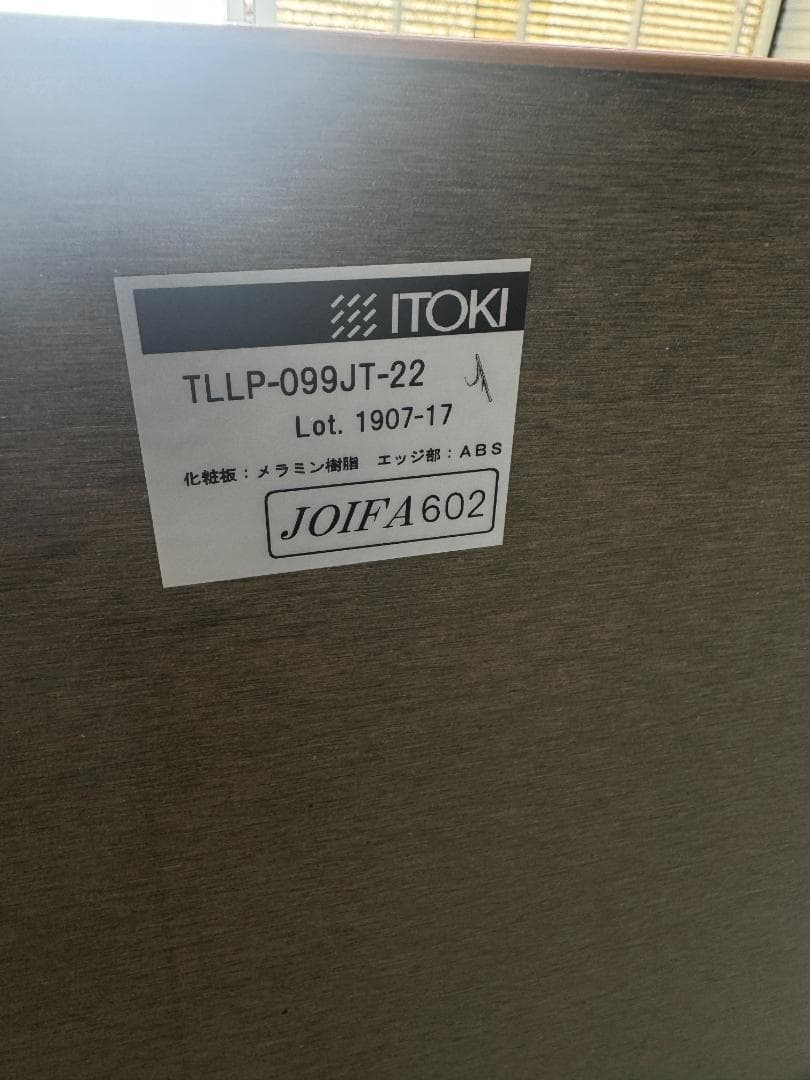 ITOKI
TLLP-099JT-22
Lot. 1907-17
化粧板：メラミン樹脂　エッジ部：ABS
JOIFA602